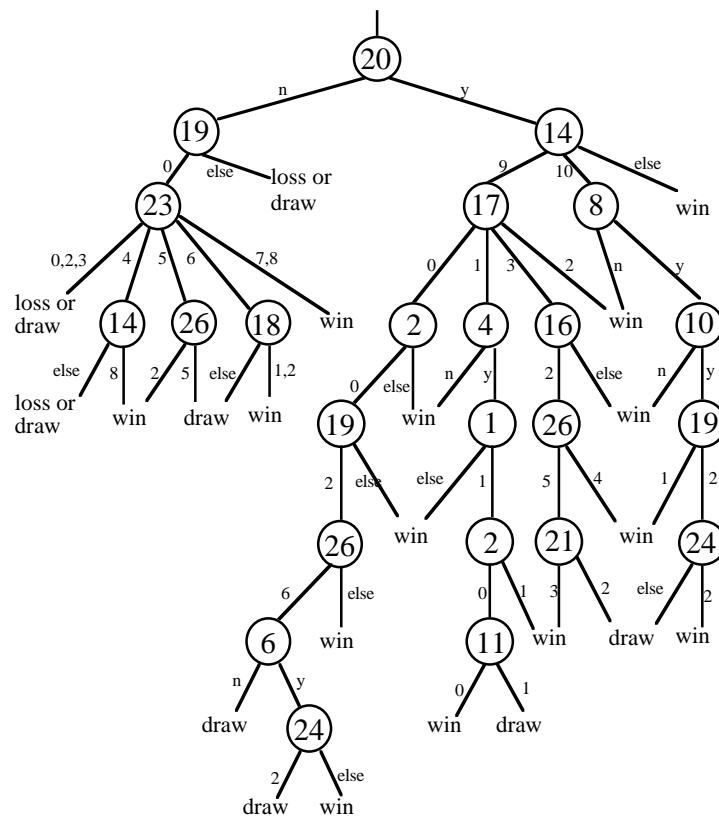 20
n
y
19
14
0
else
9
10
else
loss or
draw
23
17
8
win
0,2,3
4
5
6
7,8
0
1
3
2
n
y
loss or
draw
14
26
18
win
2
4
16
win
10
else
8
2
5
else
1,2
0
else
n
y
2
else
n
y
loss or
draw
win
draw
win
win
win
19
1
26
19
2
else
else
1
5
4
1
2
win
win
26
2
21
24
6
else
0
1
3
2
else
2
win
win
draw
win
6
11
n
y
0
1
draw
win
draw
24
2
else
draw
win